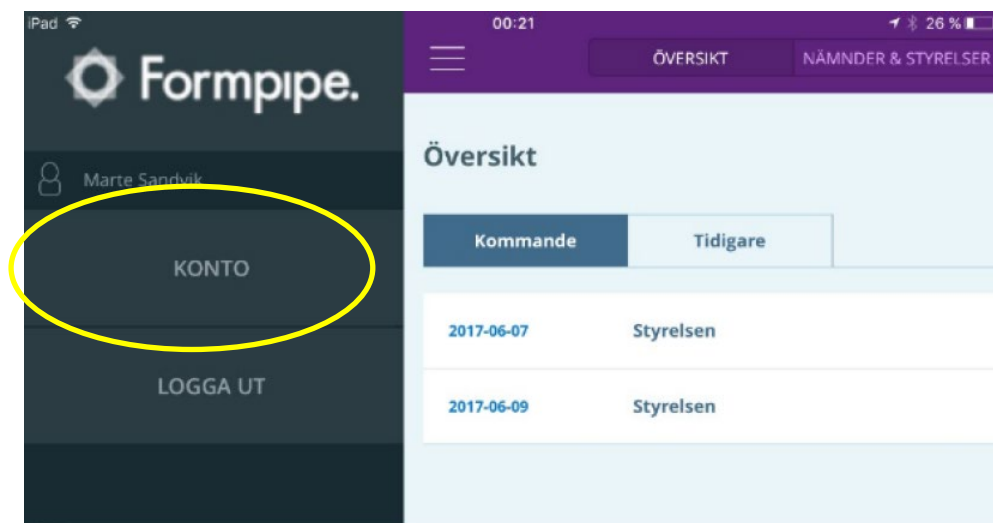 iPad 00:21 26 %
Formpipe.
ÖVERSIKT NÄMNDER & STYRELSER
Marte Sandvik
KONTO
LOGGA UT
Översikt
Kommande Tidigare
2017-06-07 Styrelsen
2017-06-09 Styrelsen